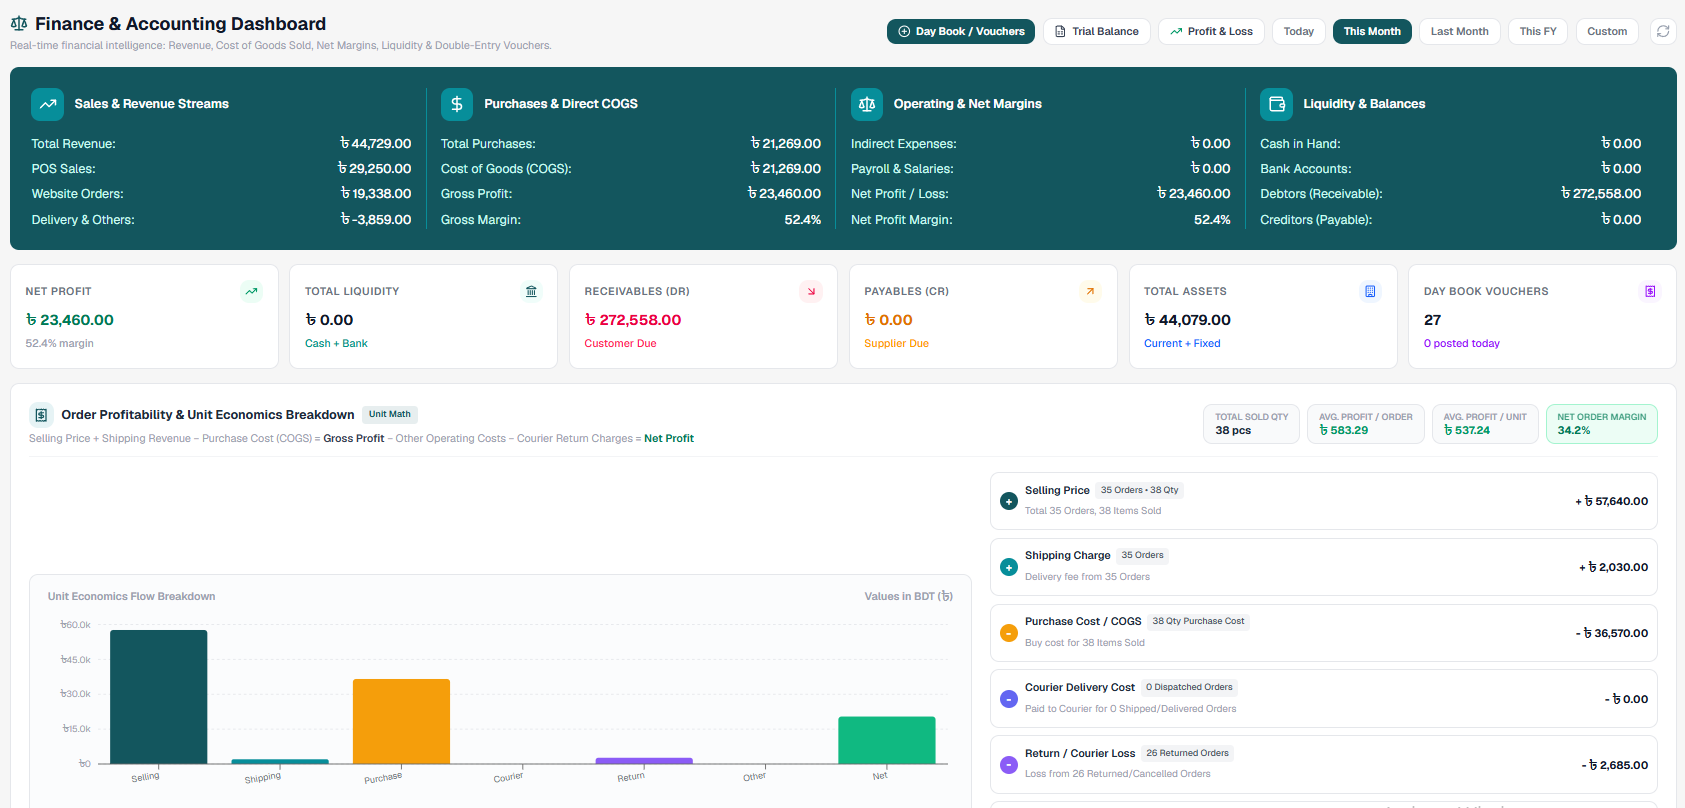 Finance & Accounting Dashboard
Real-time financial intelligence: Revenue, Cost of Goods Sold, Net Margins, Liquidity & Double-Entry Vouchers.
Day Book / Vouchers Trial Balance Profit & Loss Today This Month Last Month This FY Custom
Sales & Revenue Streams
Total Revenue: ৳ 44,729.00
POS Sales: ৳ 29,250.00
Website Orders: ৳ 19,338.00
Delivery & Others: ৳ -3,859.00
Purchases & Direct COGS
Total Purchases: ৳ 21,269.00
Cost of Goods (COGS): ৳ 21,269.00
Gross Profit: ৳ 23,460.00
Gross Margin: 52.4%
Operating & Net Margins
Indirect Expenses: ৳ 0.00
Payroll & Salaries: ৳ 0.00
Net Profit / Loss: ৳ 23,460.00
Net Profit Margin: 52.4%
Liquidity & Balances
Cash in Hand: ৳ 0.00
Bank Accounts: ৳ 0.00
Debtors (Receivable): ৳ 272,558.00
Creditors (Payable): ৳ 0.00
NET PROFIT
৳ 23,460.00
52.4% margin
TOTAL LIQUIDITY
৳ 0.00
Cash + Bank
RECEIVABLES (DR)
৳ 272,558.00
Customer Due
PAYABLES (CR)
৳ 0.00
Supplier Due
TOTAL ASSETS
৳ 44,079.00
Current + Fixed
DAY BOOK VOUCHERS
27
0 posted today
Order Profitability & Unit Economics Breakdown Unit Math
Selling Price + Shipping Revenue − Purchase Cost (COGS) = Gross Profit − Other Operating Costs − Courier Return Charges = Net Profit
TOTAL SOLD QTY
38 pcs
AVG. PROFIT / ORDER
৳ 583.29
AVG. PROFIT / UNIT
৳ 537.24
NET ORDER MARGIN
34.2%
Unit Economics Flow Breakdown Values in BDT (৳)
৳60.0k
৳45.0k
৳30.0k
৳15.0k
৳0
Selling Shipping Purchase Courier Return Other Net
Selling Price 35 Orders • 38 Qty
Total 35 Orders, 38 Items Sold
+ ৳ 57,640.00
Shipping Charge 35 Orders
Delivery fee from 35 Orders
+ ৳ 2,030.00
Purchase Cost / COGS 38 Qty Purchase Cost
Buy cost for 38 Items Sold
- ৳ 36,570.00
Courier Delivery Cost 0 Dispatched Orders
Paid to Courier for 0 Shipped/Delivered Orders
- ৳ 0.00
Return / Courier Loss 26 Returned Orders
Loss from 26 Returned/Cancelled Orders
- ৳ 2,685.00